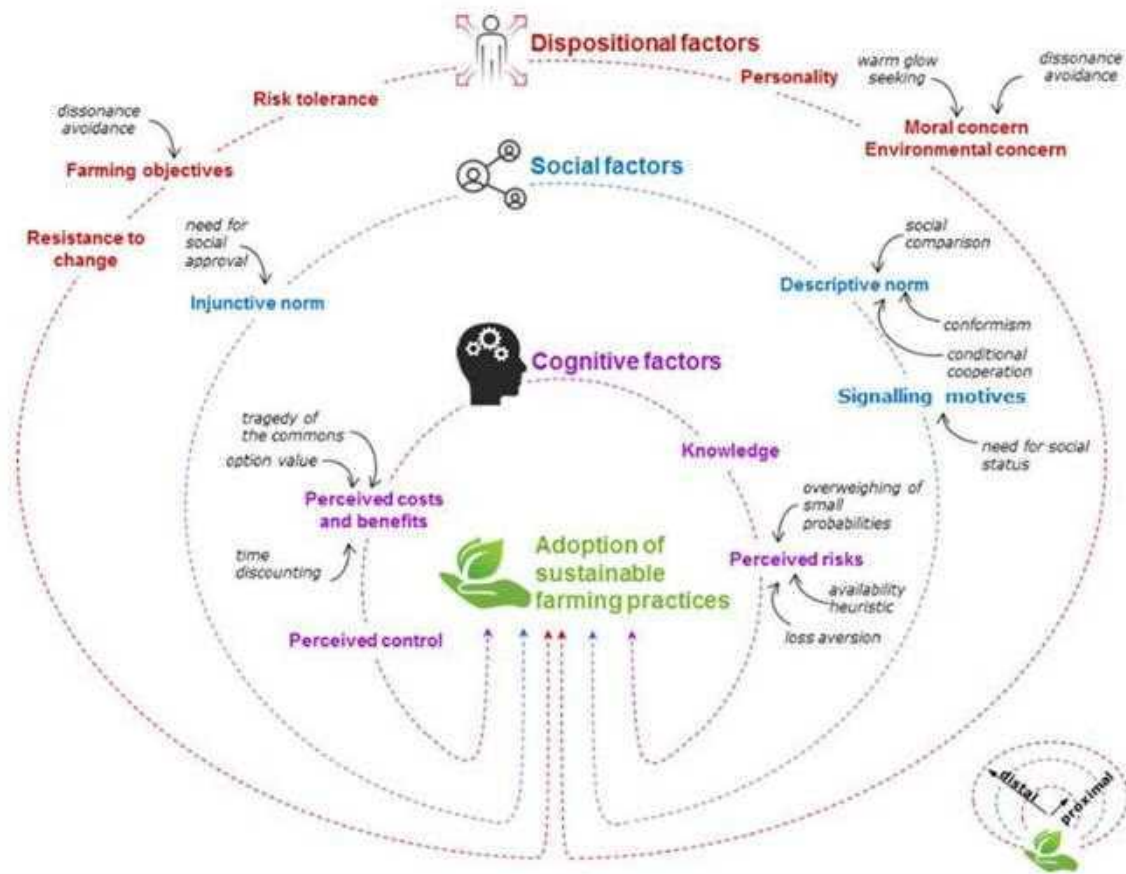 Dispositional factors
Personality
warm glow
seeking
dissonance
avoidance
Risk tolerance
dissonance
avoidance
Moral concern
Environmental concern
Farming objectives
Social factors
Resistance to
change
need for
social
approval
social
comparison
Injunctive norm
Descriptive norm
conformism
conditional
cooperation
Cognitive factors
Signalling motives
tragedy of
the commons
option value
Knowledge
need for social
status
Perceived costs
and benefits
overweighing of
small
probabilities
time
discounting
Adoption of
sustainable
farming practices
Perceived risks
availability
heuristic
loss aversion
Perceived control
distal
proximal